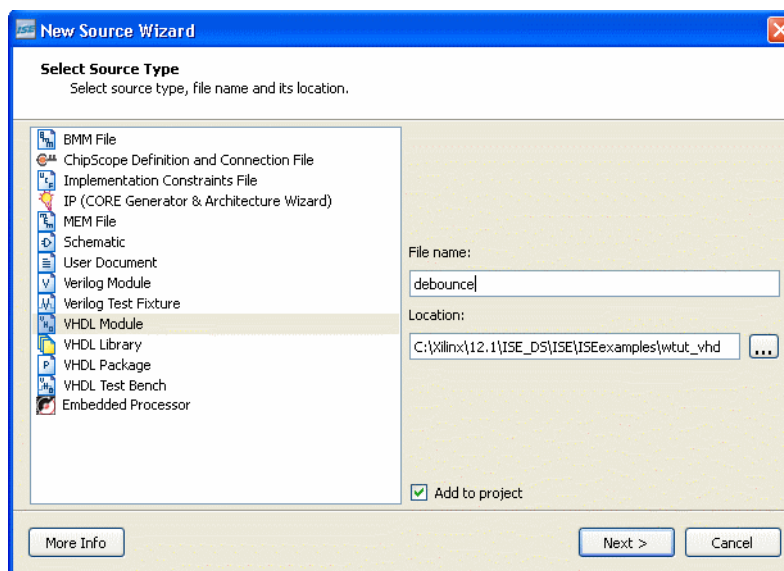 ISE New Source Wizard
Select Source Type
Select source type, file name and its location.
BMM File
ChipScope Definition and Connection File
Implementation Constraints File
IP (CORE Generator & Architecture Wizard)
MEM File
Schematic
User Document
Verilog Module
Verilog Test Fixture
VHDL Module
VHDL Library
VHDL Package
VHDL Test Bench
Embedded Processor
File name:
debounce
Location:
C:\Xilinx\12.1\ISE_DS\ISE\ISEexamples\wtut_vhd
...
Add to project
More Info
Next >
Cancel